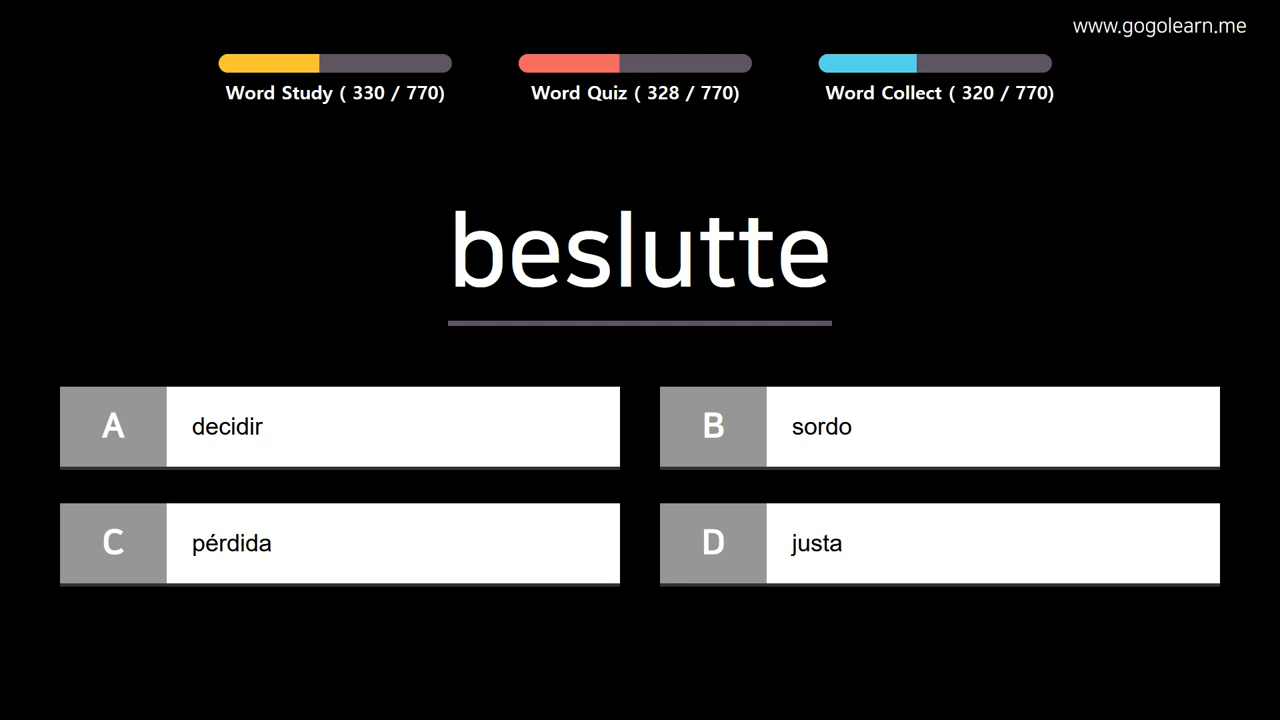 www.gogolearn.me
Word Study ( 330 / 770)
Word Quiz ( 328 / 770)
Word Collect ( 320 / 770)
beslutte
A decidir
B sordo
C pérdida
D justa